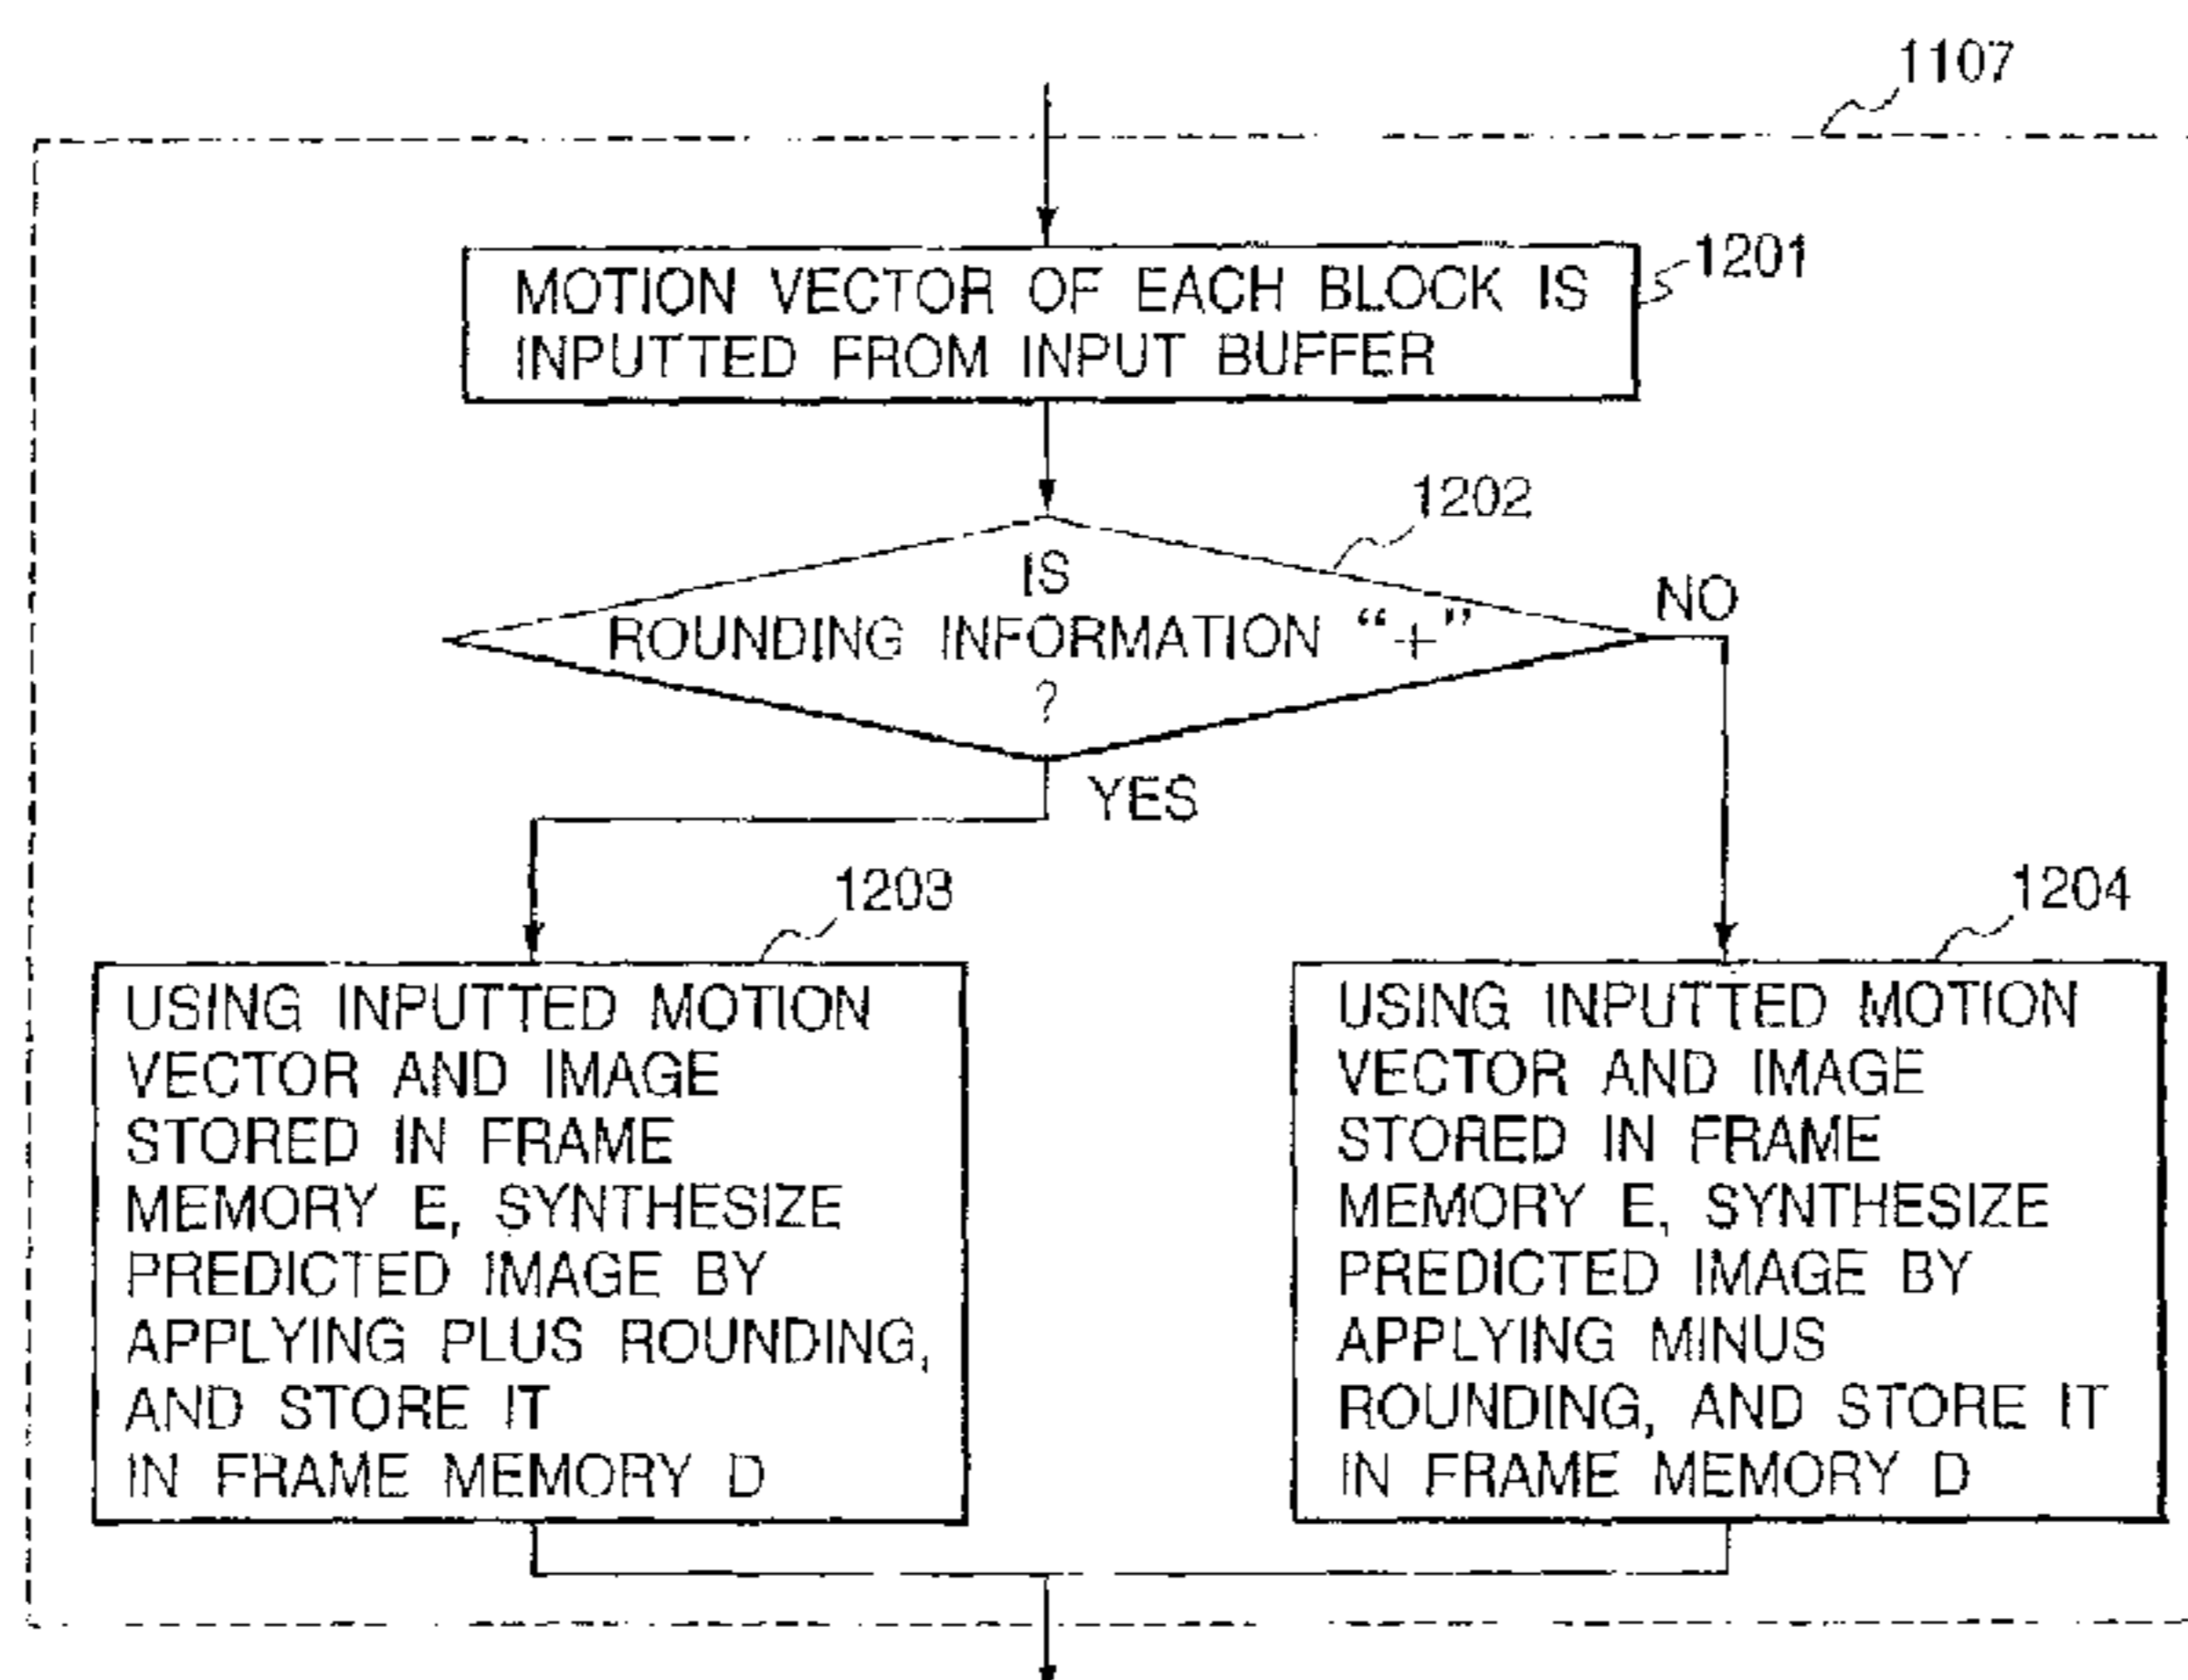 1107
MOTION VECTOR OF EACH BLOCK IS
INPUTTED FROM INPUT BUFFER
1201
1202
IS
ROUNDING INFORMATION “+”
?
NO
YES
1203
USING INPUTTED MOTION
VECTOR AND IMAGE
STORED IN FRAME
MEMORY E, SYNTHESIZE
PREDICTED IMAGE BY
APPLYING PLUS ROUNDING,
AND STORE IT
IN FRAME MEMORY D
1204
USING INPUTTED MOTION
VECTOR AND IMAGE
STORED IN FRAME
MEMORY E, SYNTHESIZE
PREDICTED IMAGE BY
APPLYING MINUS
ROUNDING, AND STORE IT
IN FRAME MEMORY D